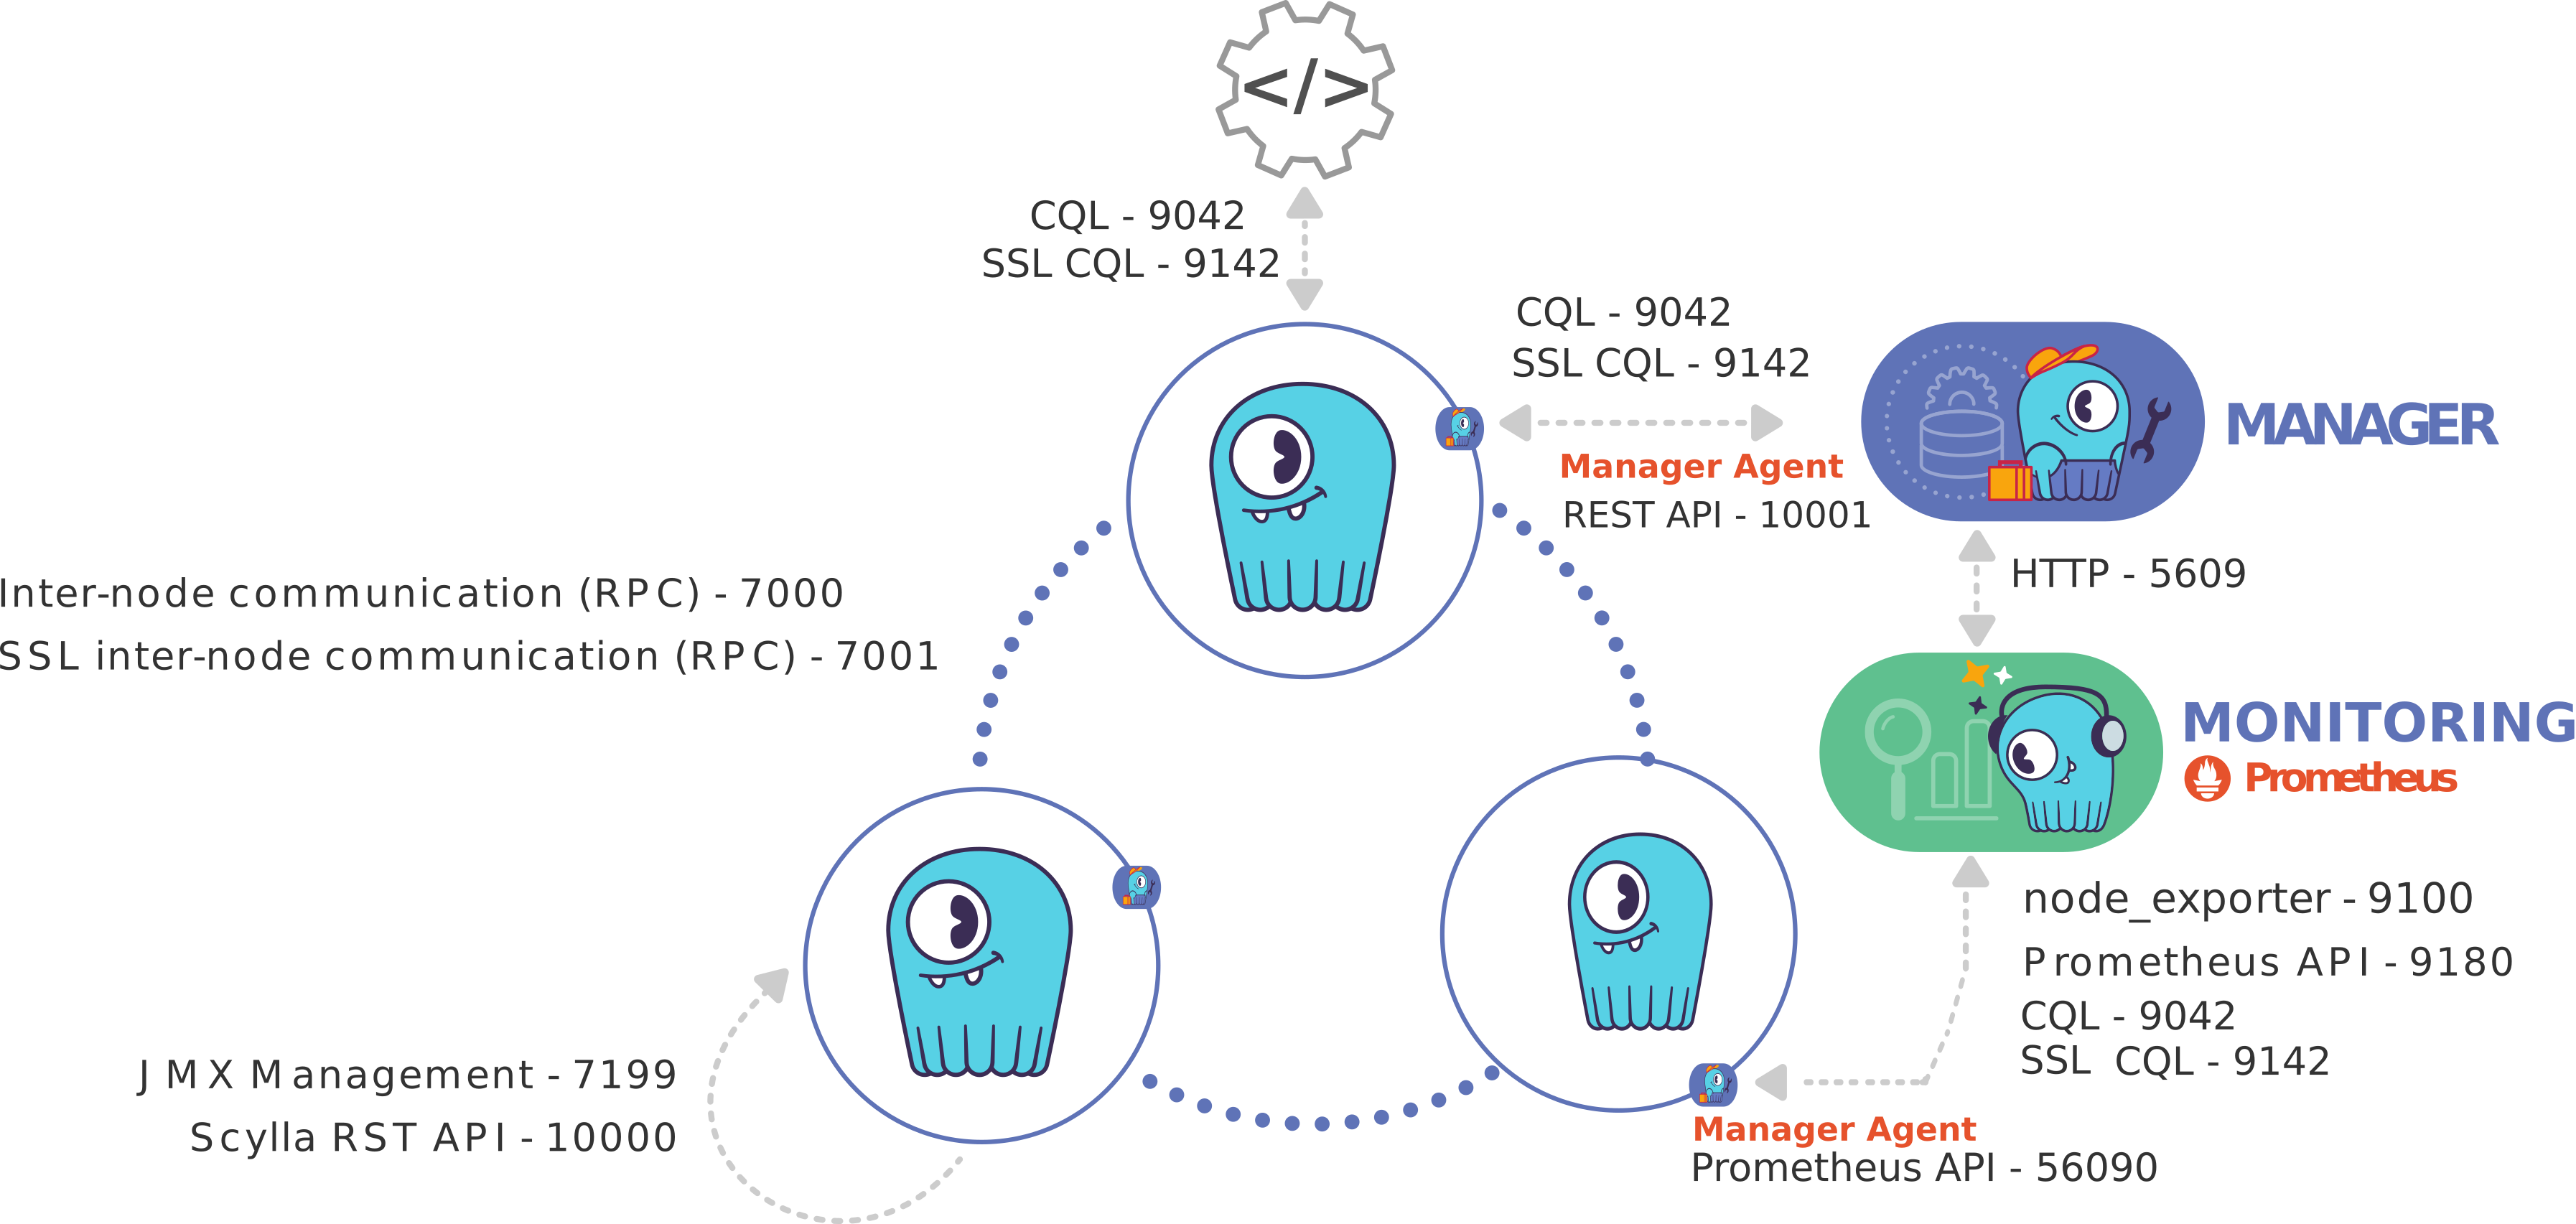 </>
CQL - 9042
SSL CQL - 9142
CQL - 9042
SSL CQL - 9142
Manager Agent
REST API - 10001
MANAGER
HTTP - 5609
Inter-node communication (RPC) - 7000
SSL inter-node communication (RPC) - 7001
MONITORING
Prometheus
node_exporter - 9100
Prometheus API - 9180
CQL - 9042
SSL CQL - 9142
JMX Management - 7199
Scylla RST API - 10000
Manager Agent
Prometheus API - 56090